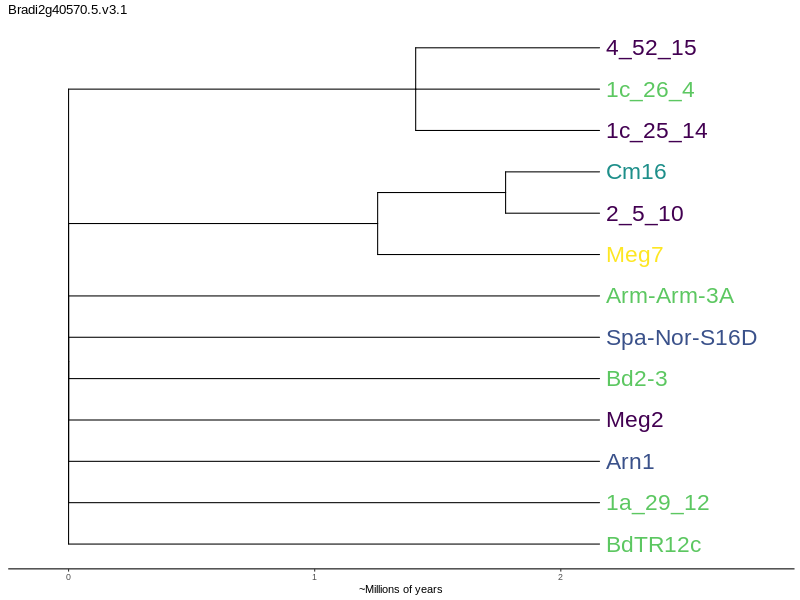 Bradi2g40570.5.v3.1
4_52_15
1c_26_4
1c_25_14
Cm16
2_5_10
Meg7
Arm-Arm-3A
Spa-Nor-S16D
Bd2-3
Meg2
Arn1
1a_29_12
BdTR12c
0 1 2
~Millions of years